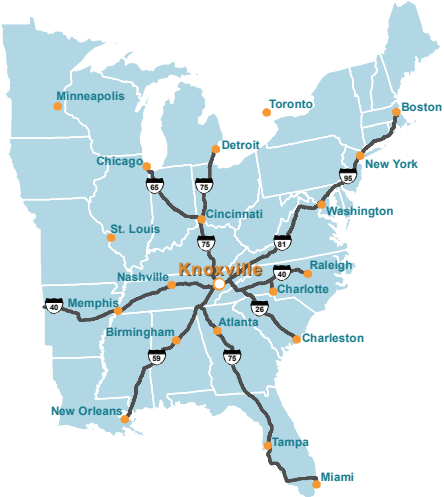 Minneapolis
Toronto
Boston
Detroit
Chicago
New York
95
65
75
Cincinnati
Washington
St. Louis
75
81
Knoxville
Raleigh
40
Nashville
Charlotte
Memphis
40
26
Atlanta
Birmingham
Charleston
59
75
New Orleans
Tampa
Miami